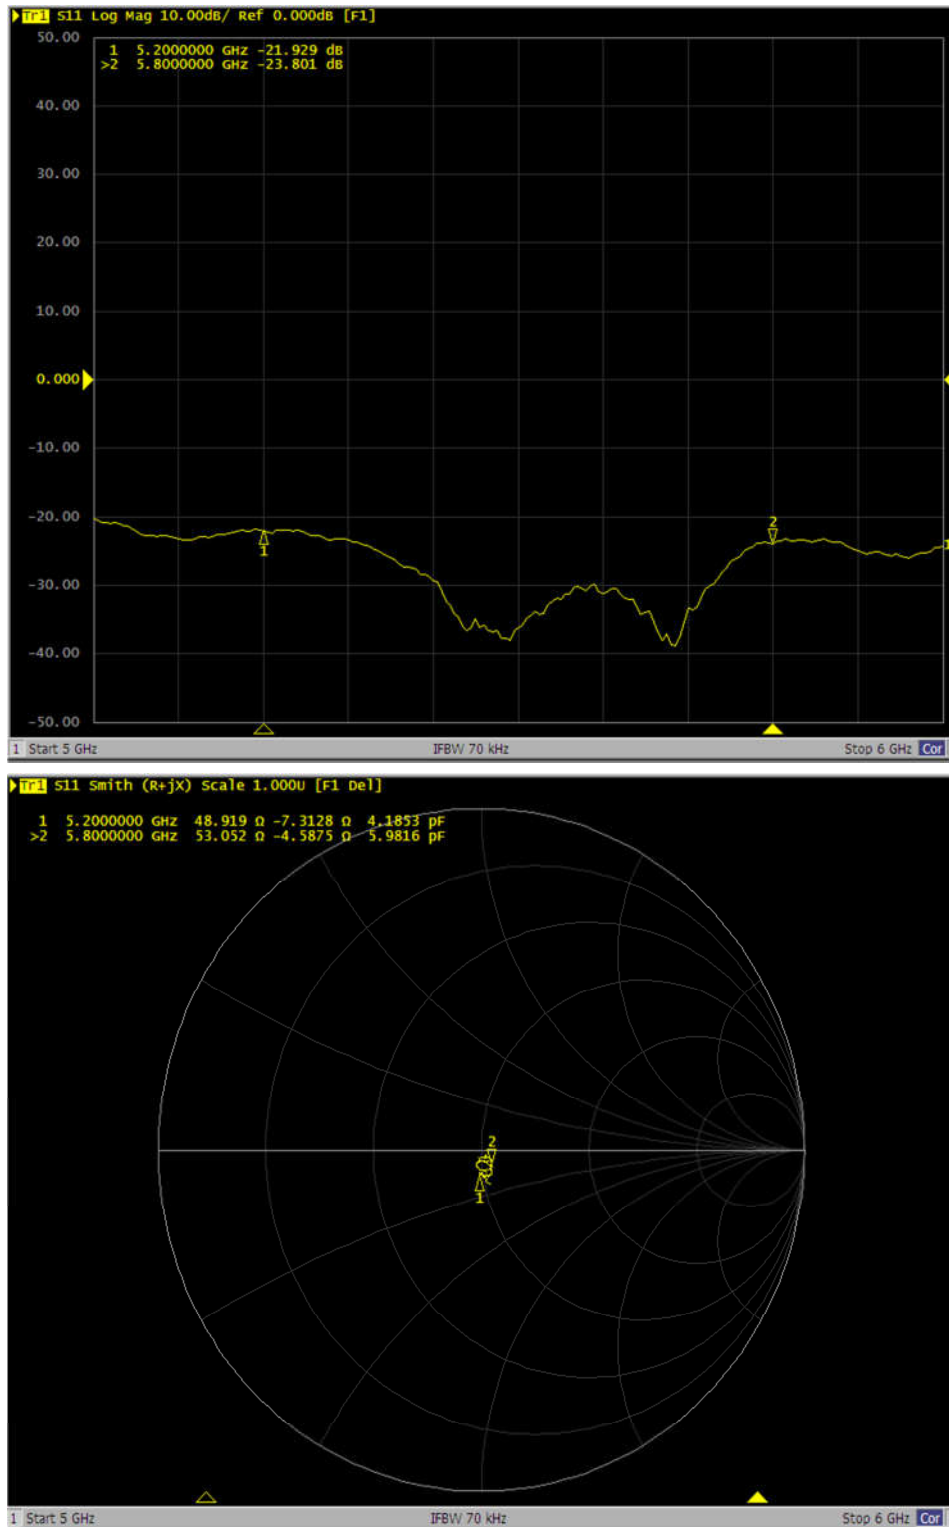 Tr1 S11 Log Mag 10.00dB/ Ref 0.000dB [F1]
50.00
1 5.2000000 GHz -21.929 dB
>2 5.8000000 GHz -23.801 dB
40.00
30.00
20.00
10.00
0.000
-10.00
-20.00
2
1
1
-30.00
-40.00
-50.00
1 Start 5 GHz IFBW 70 kHz Stop 6 GHz Cor
Tr1 S11 Smith (R+jX) Scale 1.000U [F1 Del]
1 5.2000000 GHz 48.919 Ω -7.3128 Ω 4.1853 pF
>2 5.8000000 GHz 53.052 Ω -4.5875 Ω 5.9816 pF
2
1
1 Start 5 GHz IFBW 70 kHz Stop 6 GHz Cor